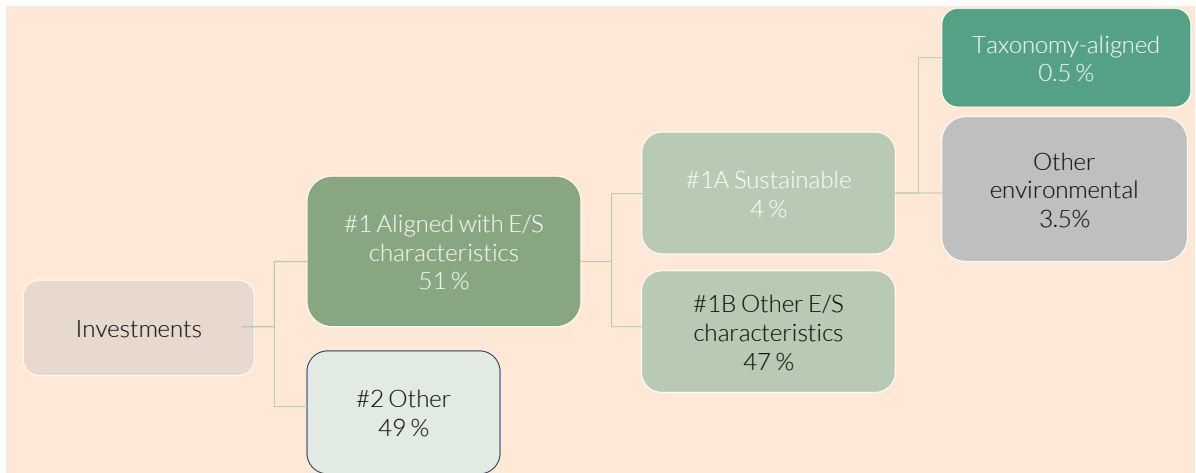 Investments
#1 Aligned with E/S
characteristics
51 %
#2 Other
49 %
#1A Sustainable
4 %
#1B Other E/S
characteristics
47 %
Taxonomy-aligned
0.5 %
Other
environmental
3.5%